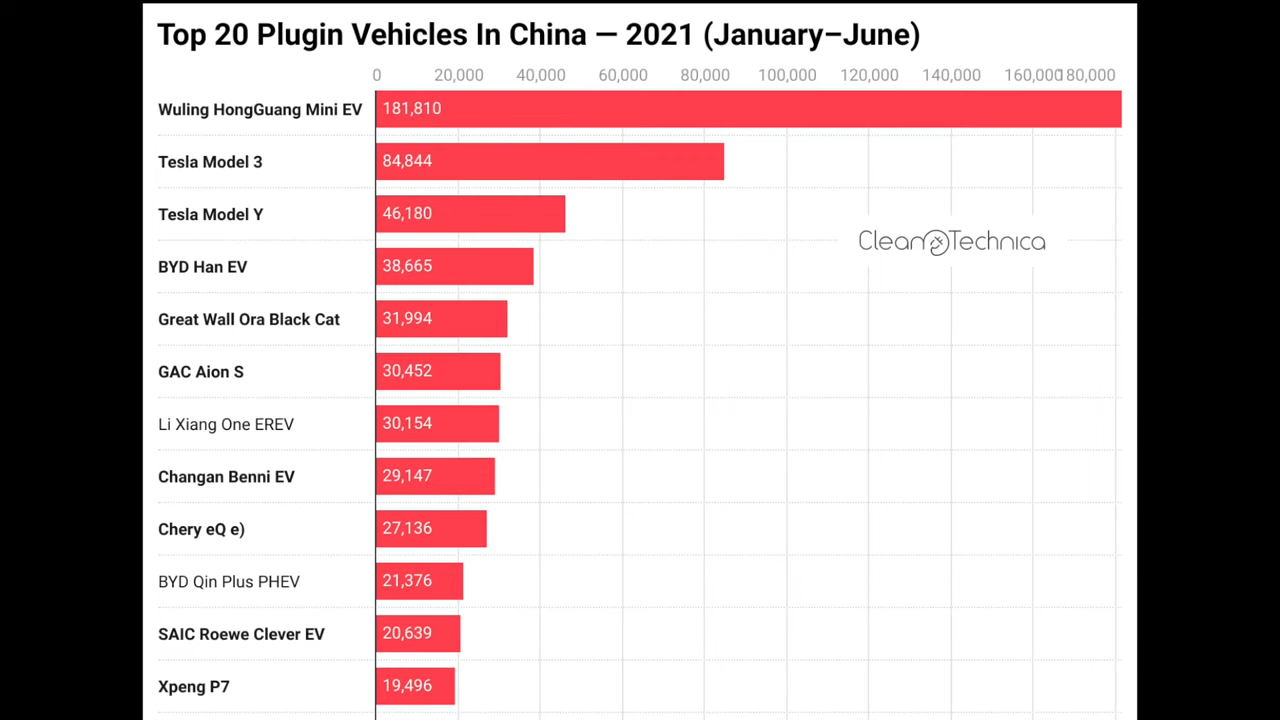 Top 20 Plugin Vehicles In China — 2021 (January–June)
0 20,000 40,000 60,000 80,000 100,000 120,000 140,000 160,000 180,000
Wuling HongGuang Mini EV 181,810
Tesla Model 3 84,844
Tesla Model Y 46,180
CleanTechnica
BYD Han EV 38,665
Great Wall Ora Black Cat 31,994
GAC Aion S 30,452
Li Xiang One EREV 30,154
Changan Benni EV 29,147
Chery eQ e) 27,136
BYD Qin Plus PHEV 21,376
SAIC Roewe Clever EV 20,639
Xpeng P7 19,496